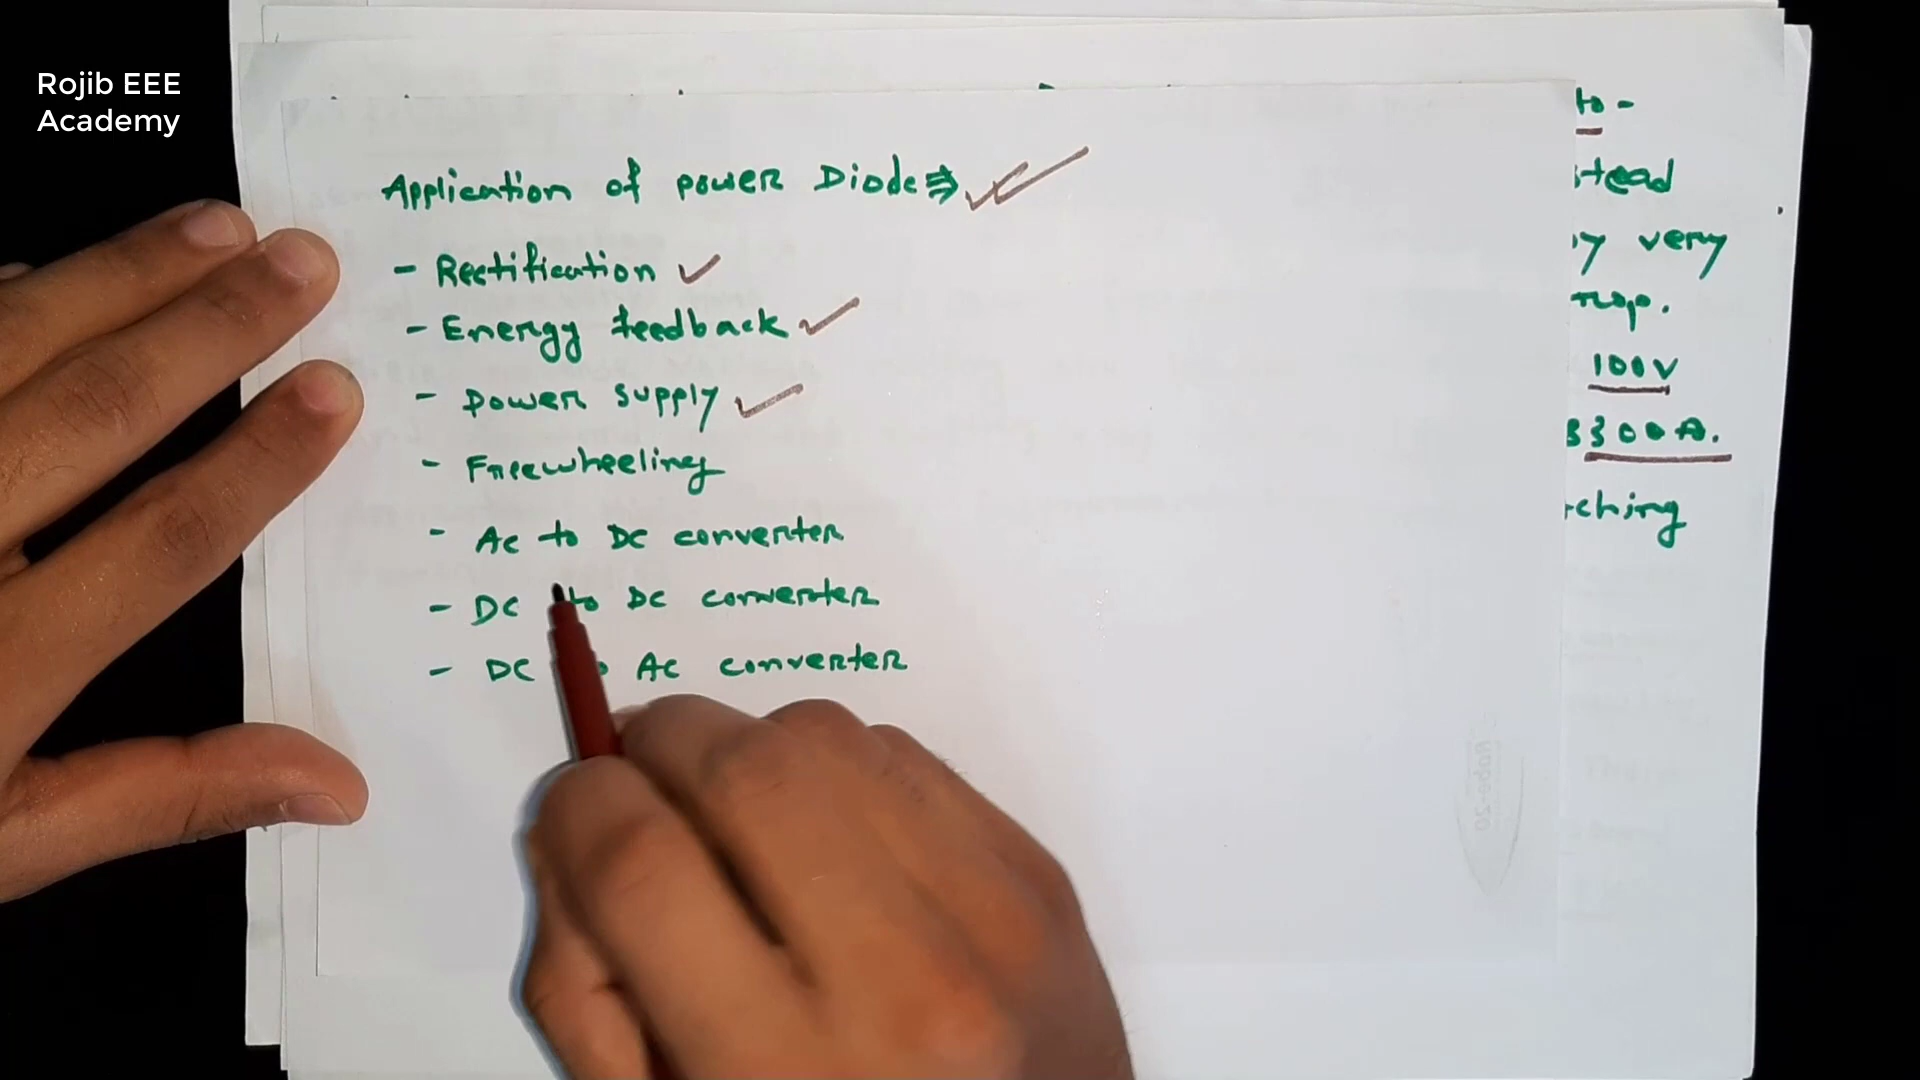 Rojib EEE
Academy
Application of power Diode ⇛
- Rectification ✓
- Energy feedback ✓
- Power supply ✓
- Freewheeling
- AC to DC converter
- DC to DC converter
- DC AC converter
to -
stead
very
100V
3300A.